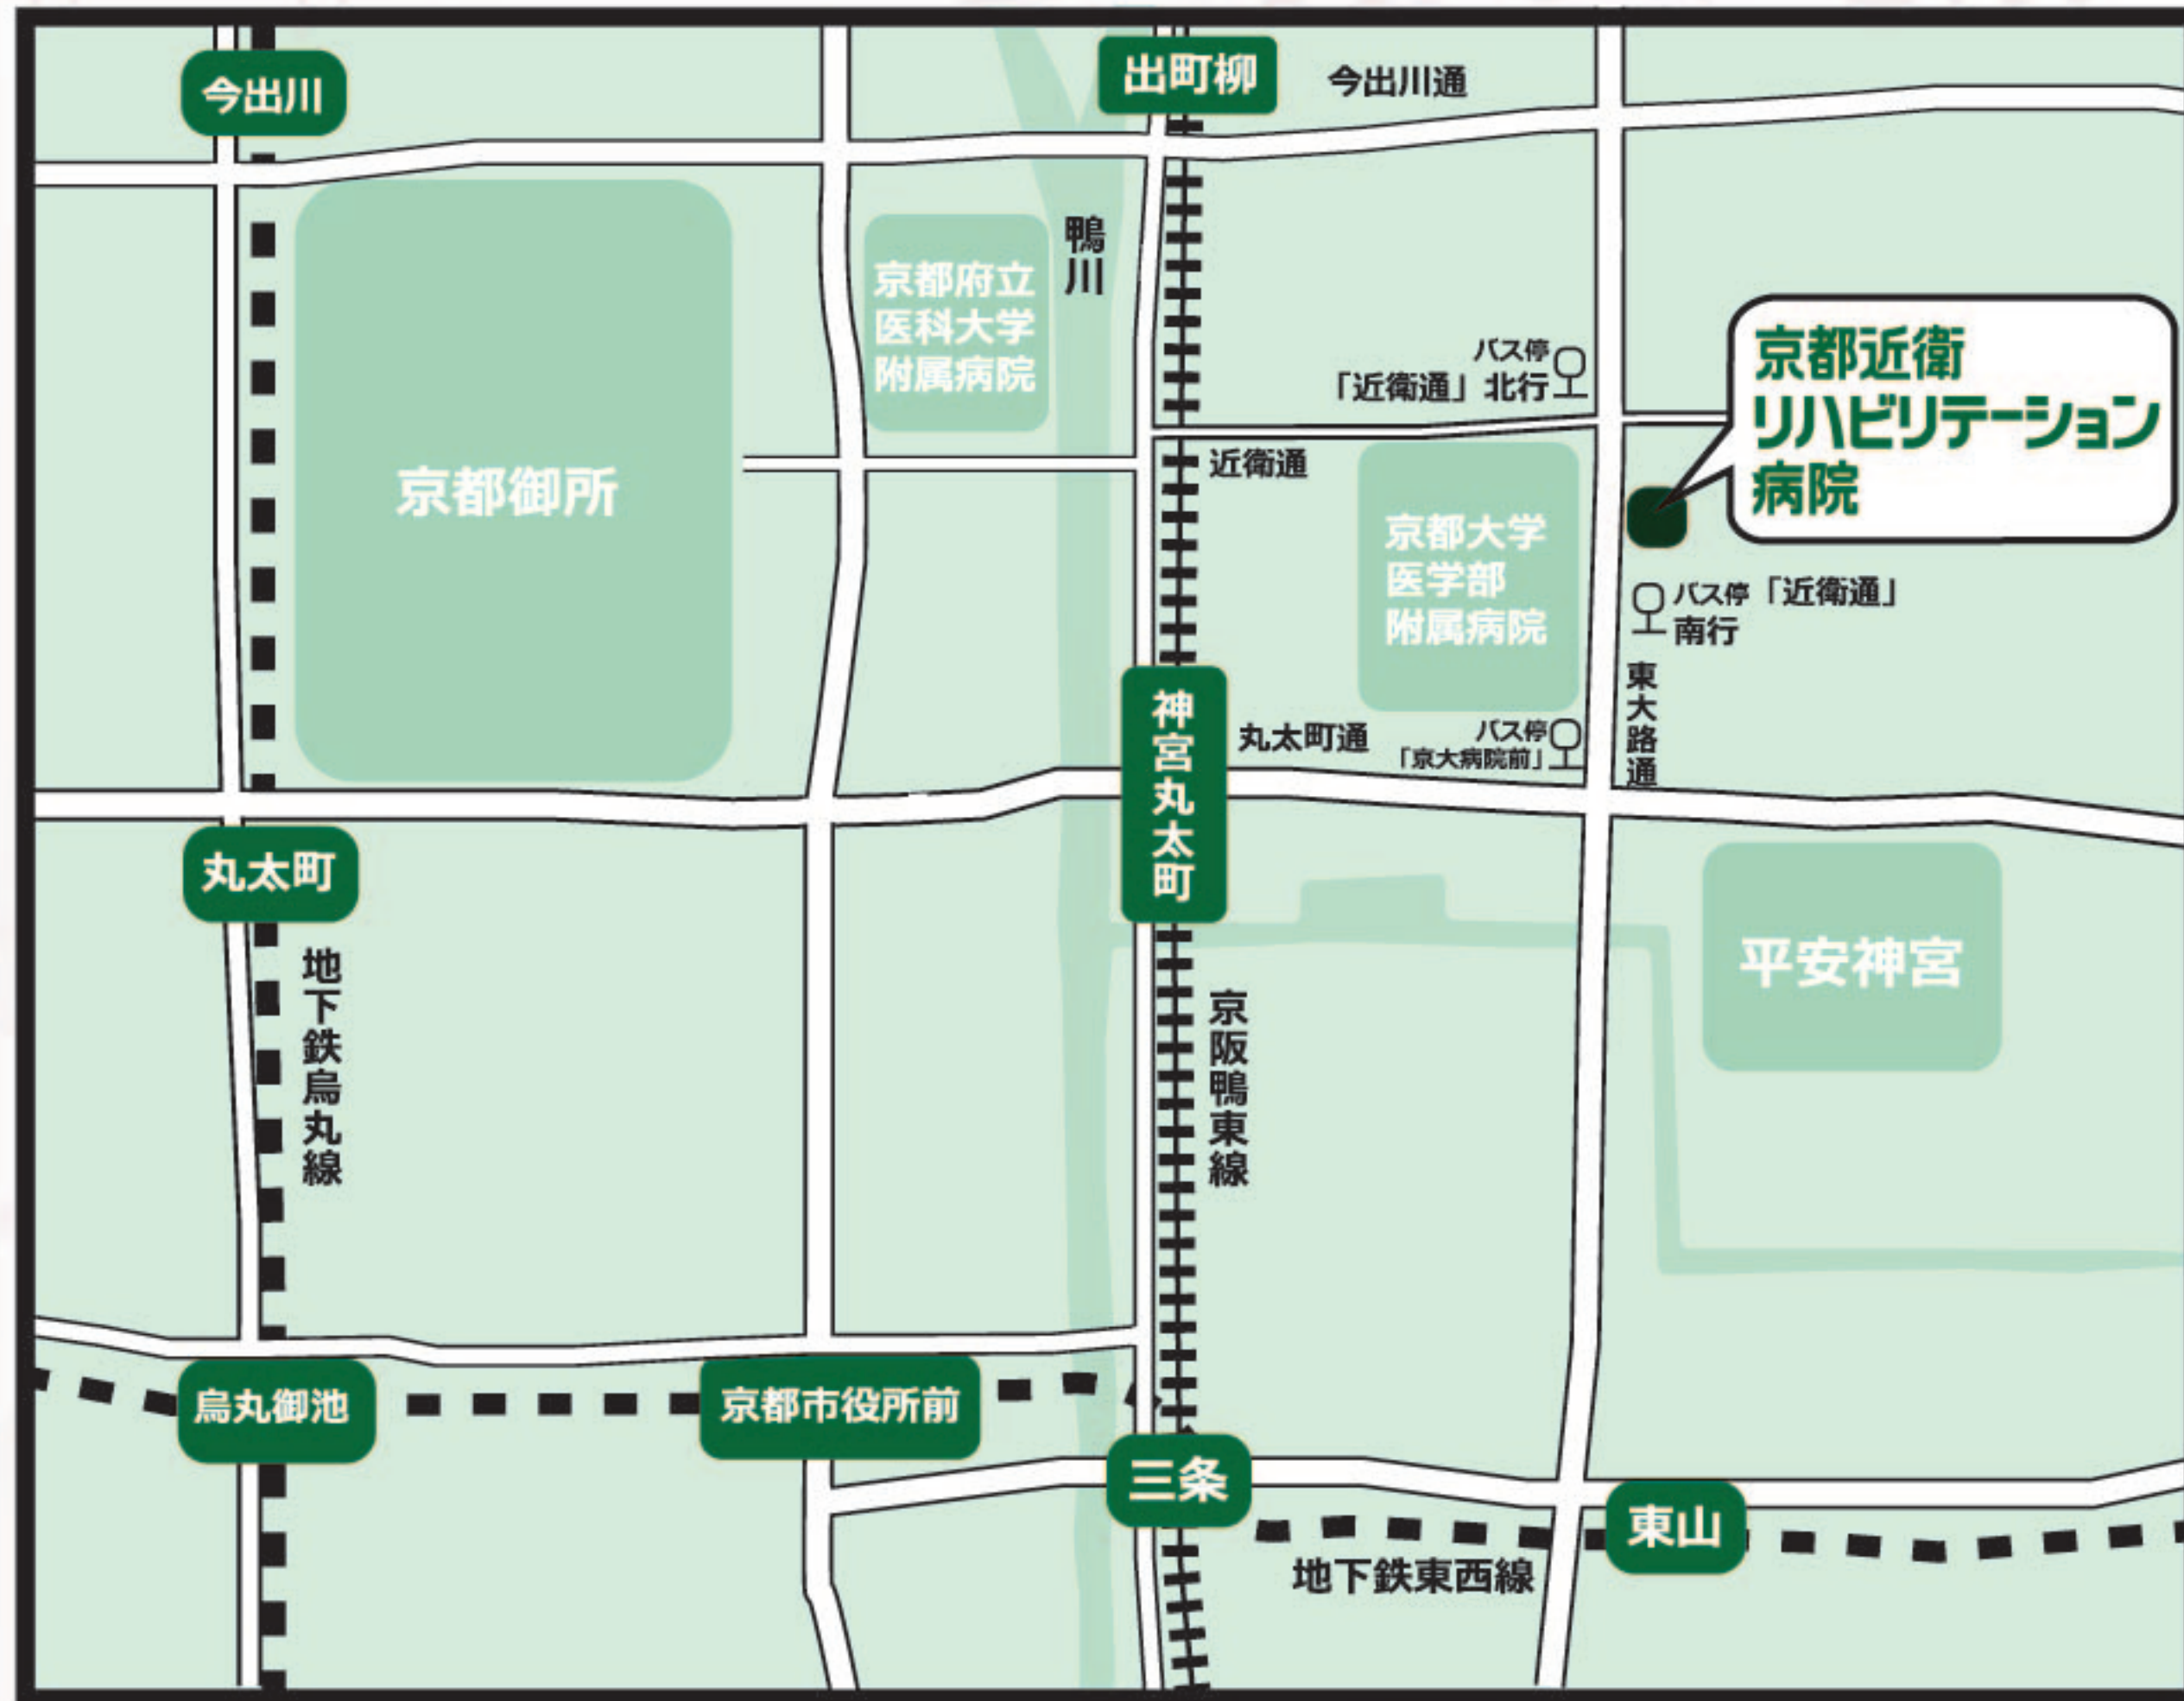 今出川
出町柳
今出川通
鴨川
京都府立
医科大学
附属病院
京都御所
バス停
「近衛通」北行
京都近衛
リハビリテーション
病院
近衛通
京都大学
医学部
附属病院
バス停「近衛通」
南行
東大路通
神宮丸太町
丸太町通
バス停
「京大病院前」
丸太町
平安神宮
地下鉄烏丸線
京阪鴨東線
烏丸御池
京都市役所前
三条
東山
地下鉄東西線